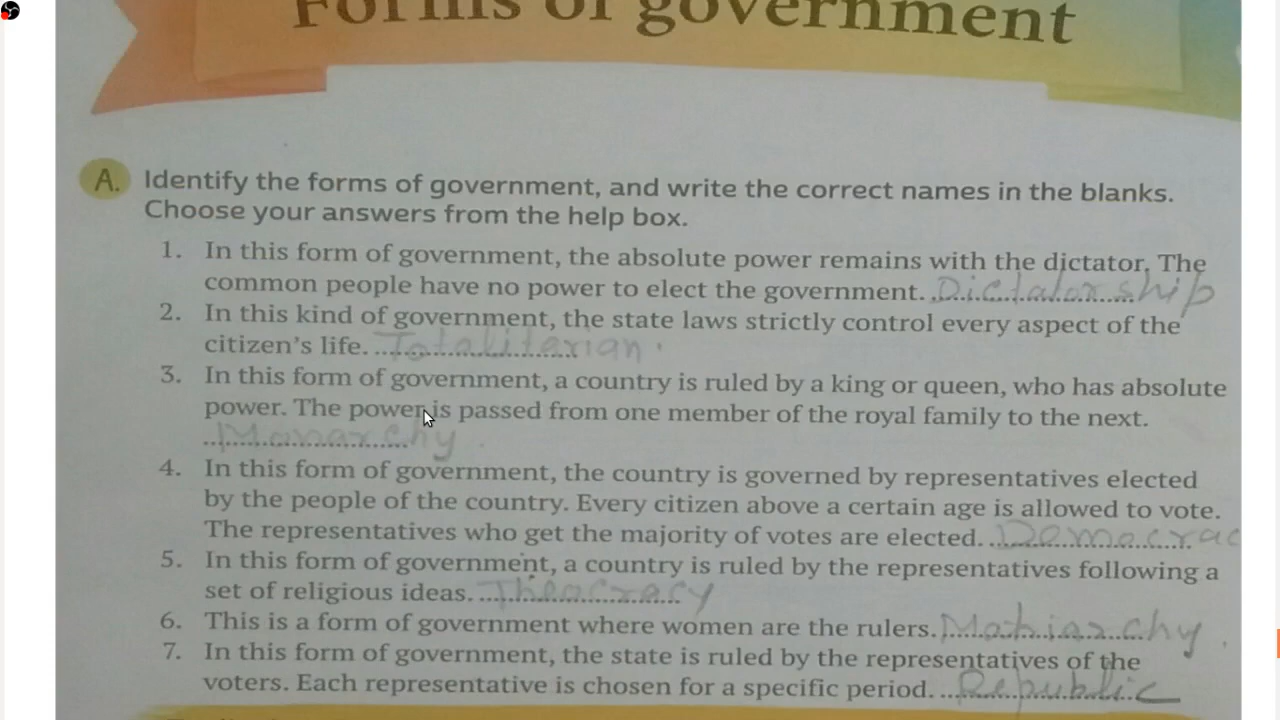 Forms of government
A. Identify the forms of government, and write the correct names in the blanks.
Choose your answers from the help box.
1. In this form of government, the absolute power remains with the dictator. The
common people have no power to elect the government. Dictatorship
2. In this kind of government, the state laws strictly control every aspect of the
citizen's life. Totalitarian
3. In this form of government, a country is ruled by a king or queen, who has absolute
power. The power is passed from one member of the royal family to the next.
Monarchy
4. In this form of government, the country is governed by representatives elected
by the people of the country. Every citizen above a certain age is allowed to vote.
The representatives who get the majority of votes are elected. Democrac
5. In this form of government, a country is ruled by the representatives following a
set of religious ideas. Theocracy
6. This is a form of government where women are the rulers. Matriarchy
7. In this form of government, the state is ruled by the representatives of the
voters. Each representative is chosen for a specific period. Republic